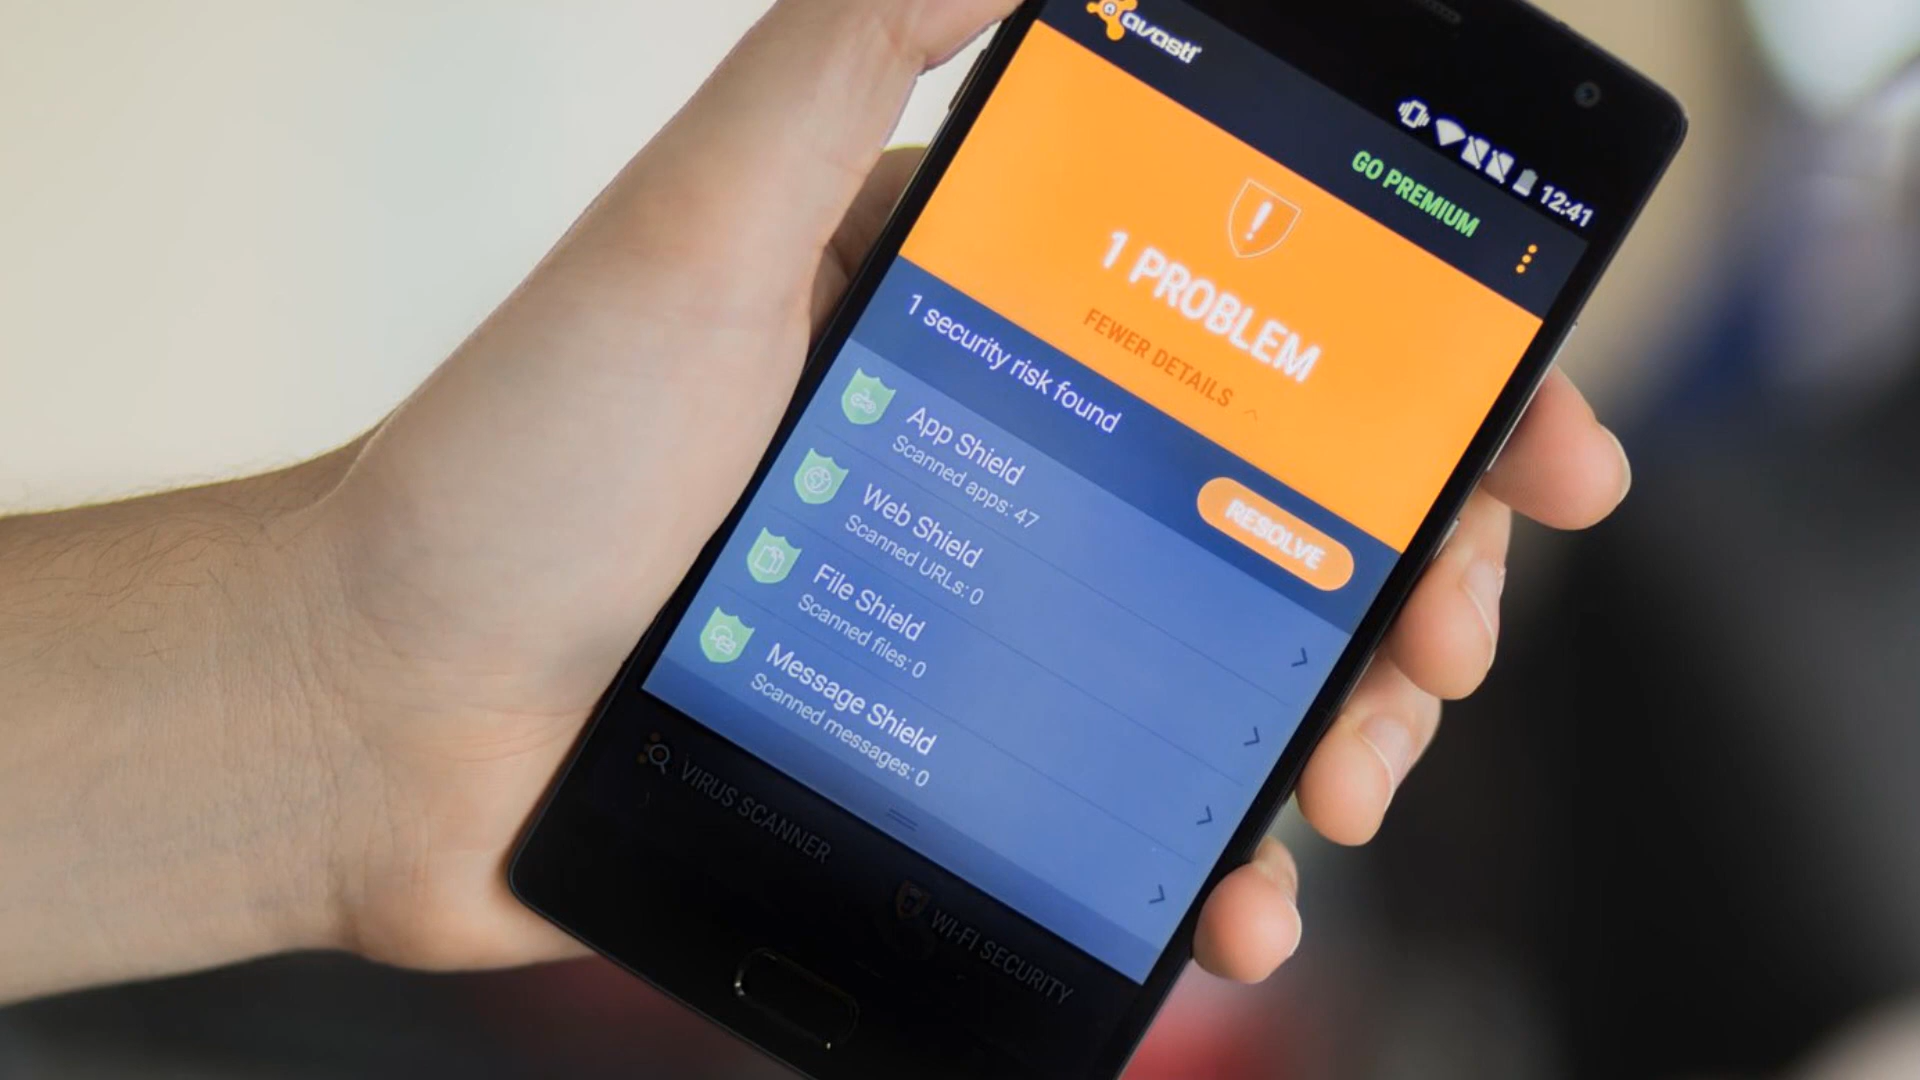 avast!
12:41
GO PREMIUM
1 PROBLEM
FEWER DETAILS
1 security risk found
RESOLVE
App Shield
Scanned apps: 47
Web Shield
Scanned URLs: 0
File Shield
Scanned files: 0
Message Shield
Scanned messages: 0
VIRUS SCANNER
WI-FI SECURITY